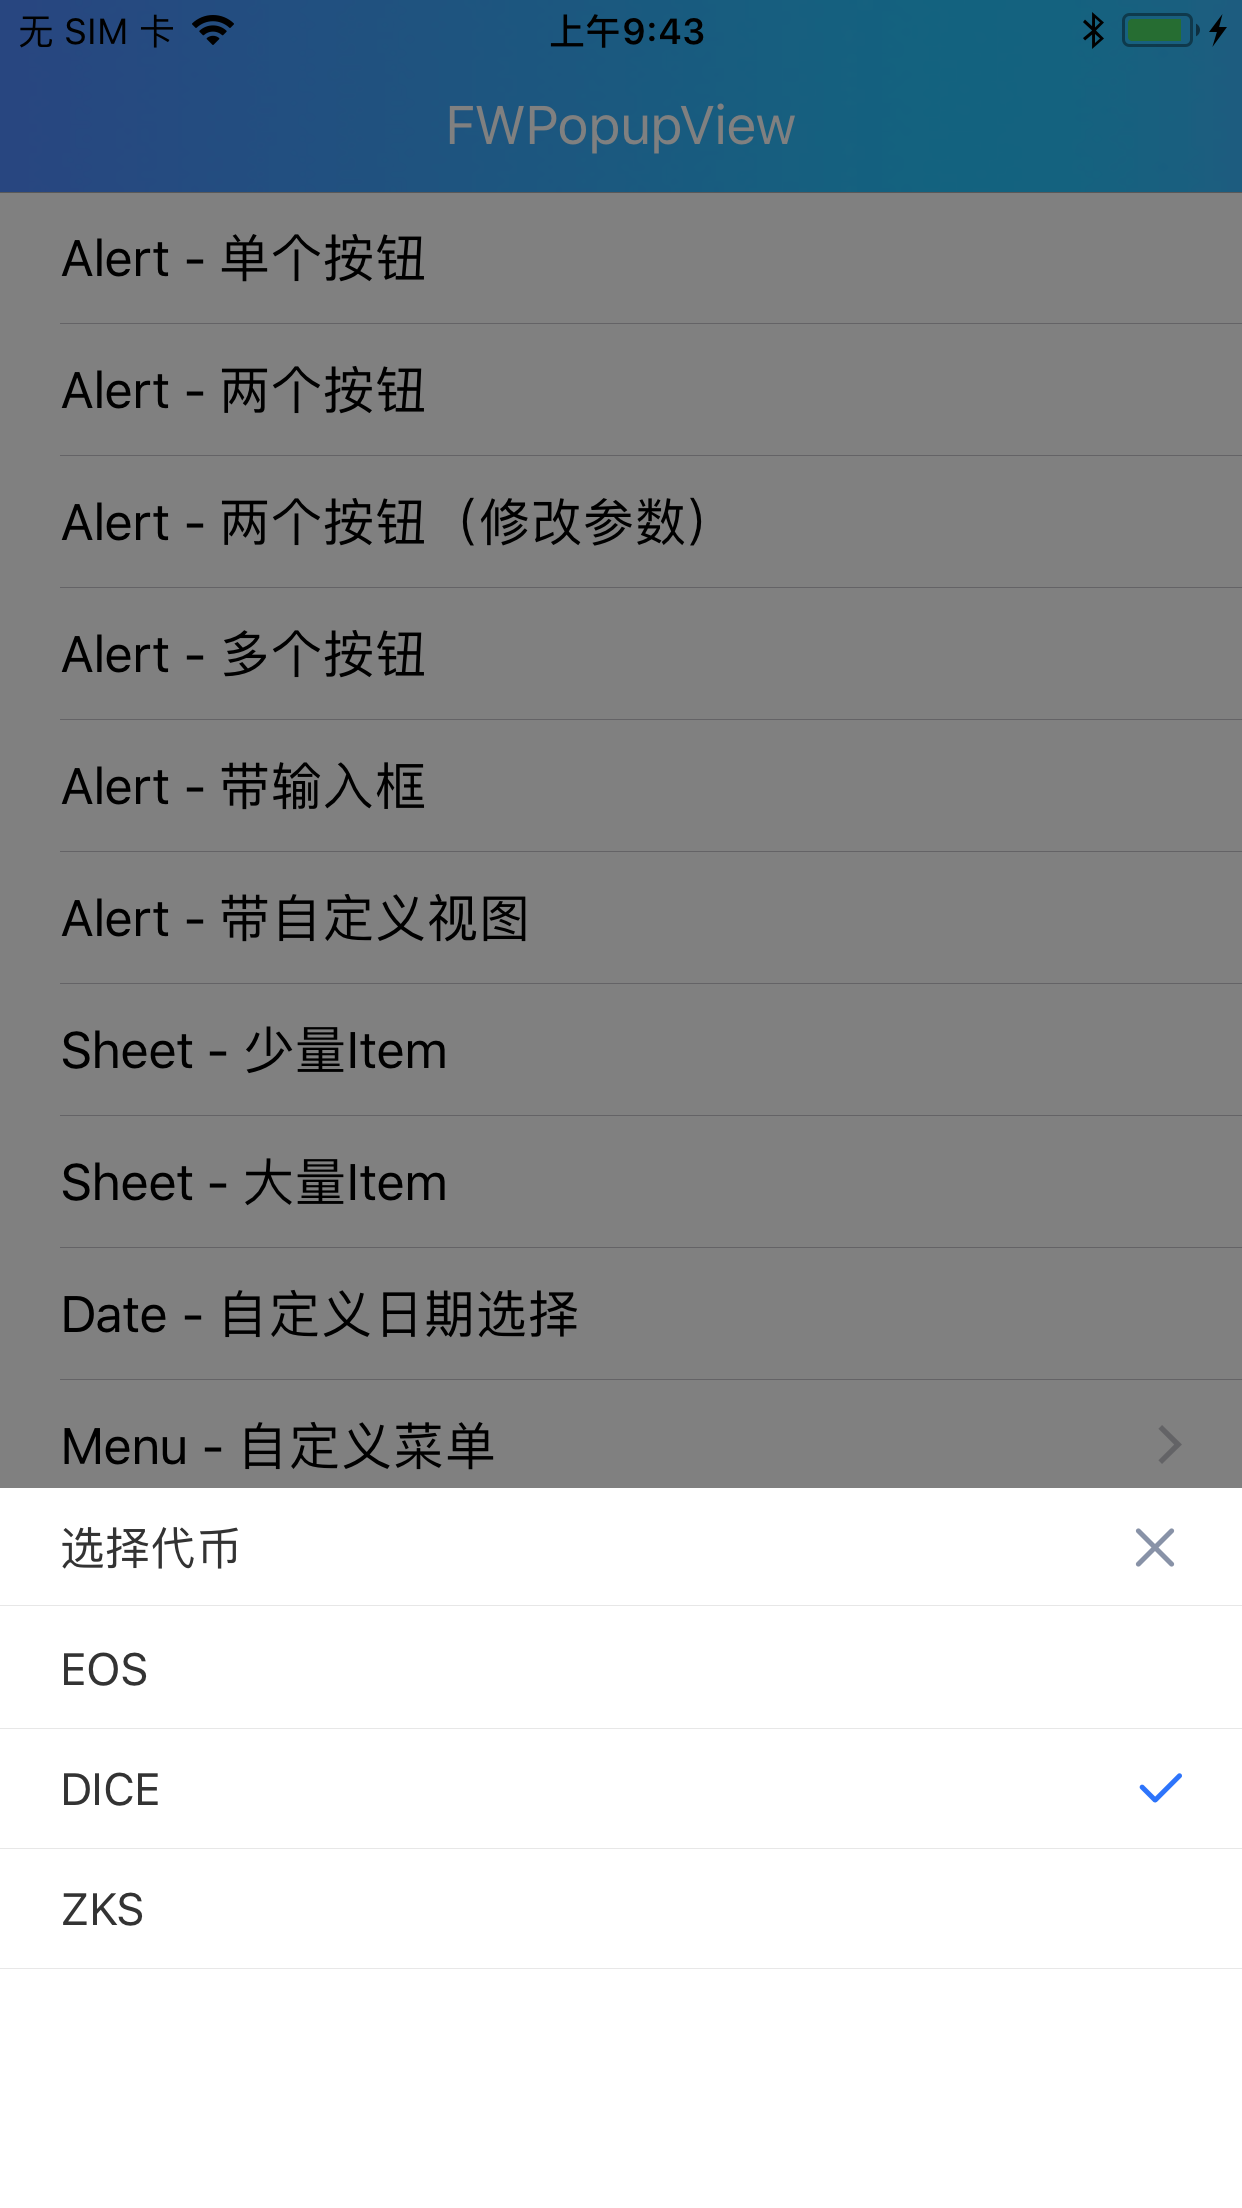 无 SIM 卡 上午9:43
FWPopupView
Alert - 单个按钮
Alert - 两个按钮
Alert - 两个按钮（修改参数）
Alert - 多个按钮
Alert - 带输入框
Alert - 带自定义视图
Sheet - 少量Item
Sheet - 大量Item
Date - 自定义日期选择
Menu - 自定义菜单
选择代币
EOS
DICE
ZKS